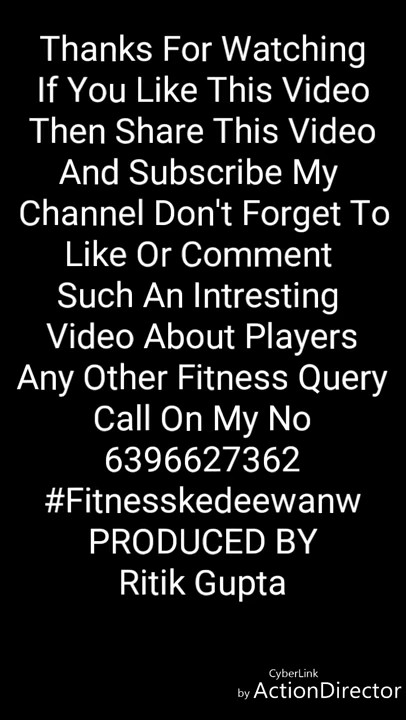 Thanks For Watching
If You Like This Video
Then Share This Video
And Subscribe My
Channel Don't Forget To
Like Or Comment
Such An Intresting
Video About Players
Any Other Fitness Query
Call On My No
6396627362
#Fitnesskedeewanw
PRODUCED BY
Ritik Gupta
CyberLink
by ActionDirector